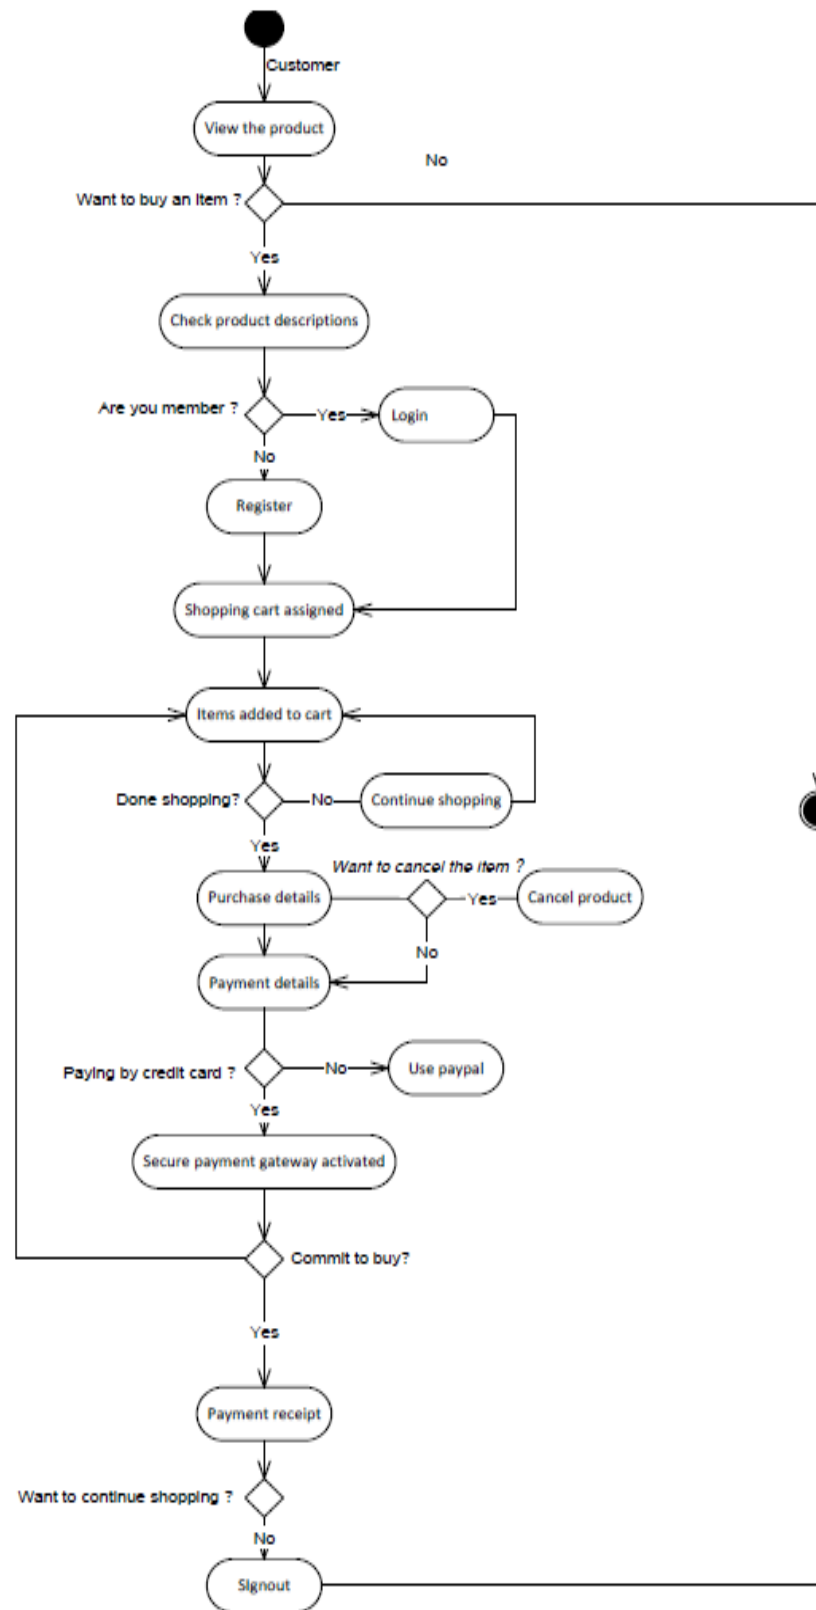 Customer
View the product
No
Want to buy an item ?
Yes
Check product descriptions
Are you member ?
Yes
Login
No
Register
Shopping cart assigned
Items added to cart
Done shopping?
No
Continue shopping
Yes
Want to cancel the item ?
Purchase details
Yes
Cancel product
No
Payment details
Paying by credit card ?
No
Use paypal
Yes
Secure payment gateway activated
Commit to buy?
Yes
Payment receipt
Want to continue shopping ?
No
Signout